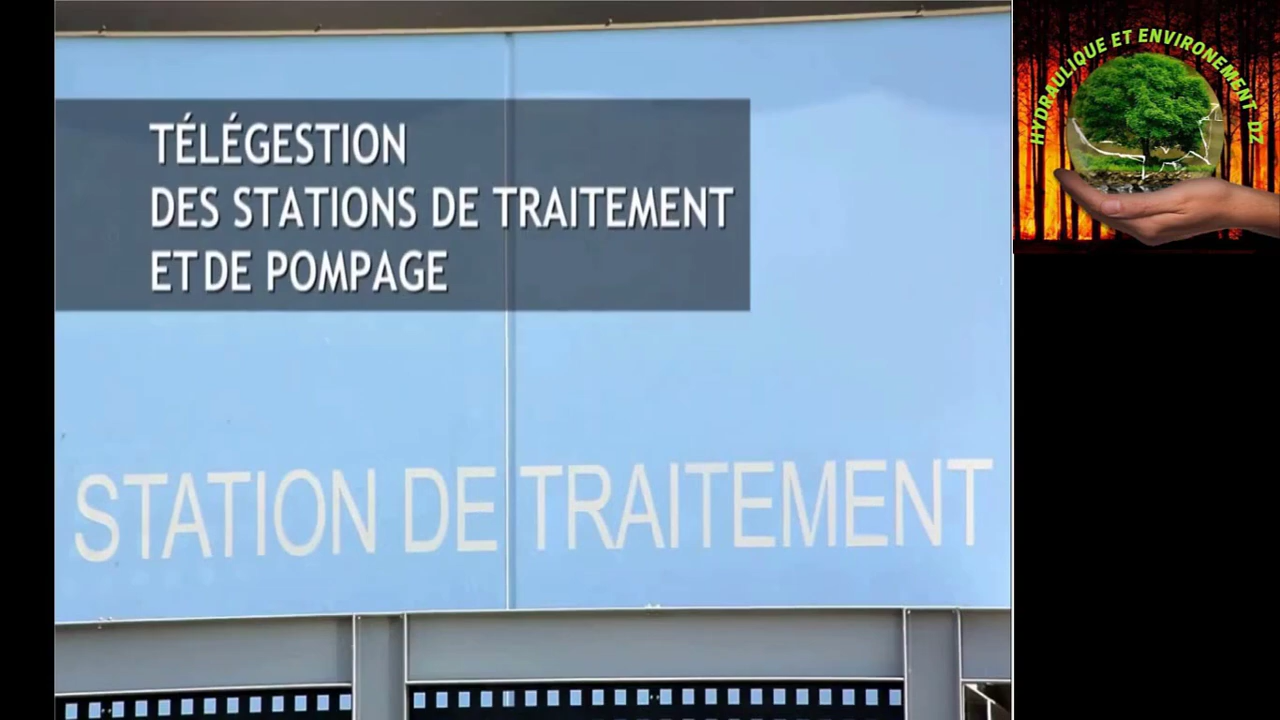 TÉLÉGESTION
DES STATIONS DE TRAITEMENT
ET DE POMPAGE
STATION DE TRAITEMENT
HYDRAULIQUE ET ENVIRONEMENT DZ